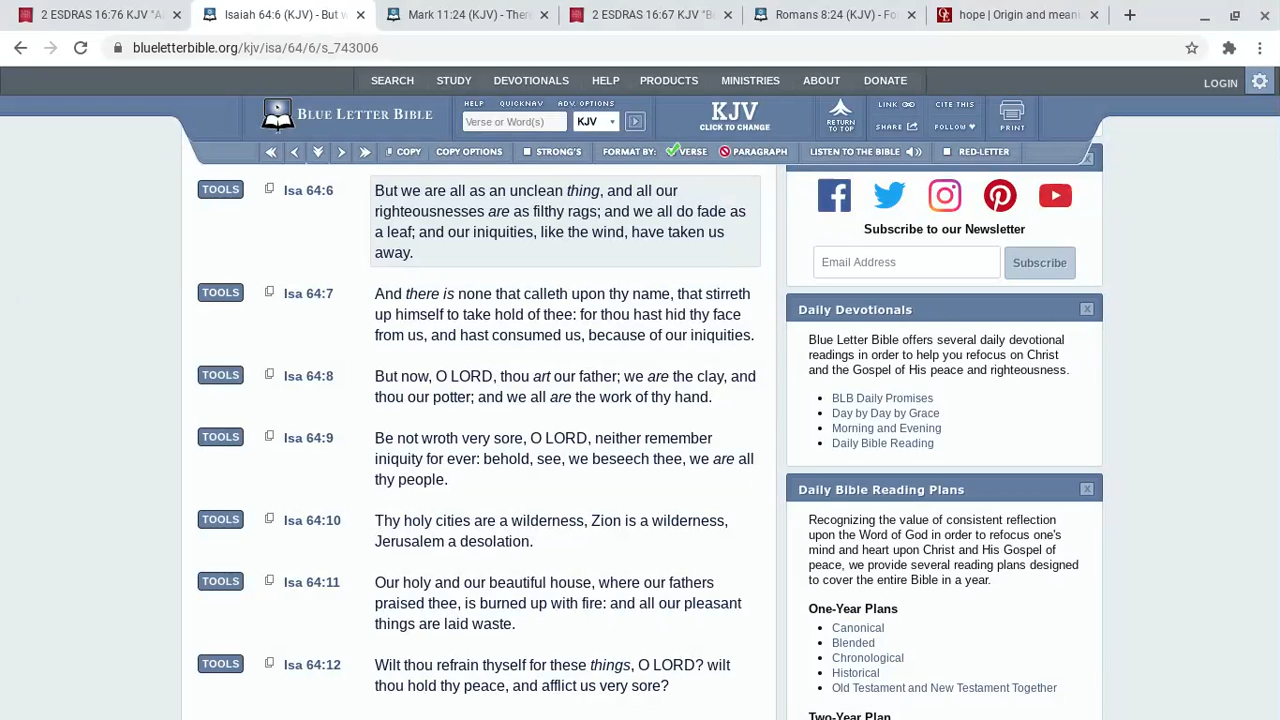 2 ESDRAS 16:76 KJV "A
Isaiah 64:6 (KJV) - But w
Mark 11:24 (KJV) - There
2 ESDRAS 16:67 KJV "B
Romans 8:24 (KJV) - Fo
hope | Origin and meani
blueletterbible.org/kjv/isa/64/6/s_743006
SEARCH STUDY DEVOTIONALS HELP PRODUCTS MINISTRIES ABOUT DONATE
LOGIN
BLUE LETTER BIBLE
HELP QUICKNAV ADV. OPTIONS
Verse or Word(s) KJV
KJV
CLICK TO CHANGE
RETURN
TO TOP
LINK
SHARE
CITE THIS
FOLLOW
PRINT
COPY COPY OPTIONS STRONG'S FORMAT BY: VERSE PARAGRAPH LISTEN TO THE BIBLE RED-LETTER
TOOLS Isa 64:6 But we are all as an unclean thing, and all our
righteousnesses are as filthy rags; and we all do fade as
a leaf; and our iniquities, like the wind, have taken us
away.
TOOLS Isa 64:7 And there is none that calleth upon thy name, that stirreth
up himself to take hold of thee: for thou hast hid thy face
from us, and hast consumed us, because of our iniquities.
TOOLS Isa 64:8 But now, O LORD, thou art our father; we are the clay, and
thou our potter; and we all are the work of thy hand.
TOOLS Isa 64:9 Be not wroth very sore, O LORD, neither remember
iniquity for ever: behold, see, we beseech thee, we are all
thy people.
TOOLS Isa 64:10 Thy holy cities are a wilderness, Zion is a wilderness,
Jerusalem a desolation.
TOOLS Isa 64:11 Our holy and our beautiful house, where our fathers
praised thee, is burned up with fire: and all our pleasant
things are laid waste.
TOOLS Isa 64:12 Wilt thou refrain thyself for these things, O LORD? wilt
thou hold thy peace, and afflict us very sore?
Subscribe to our Newsletter
Email Address Subscribe
Daily Devotionals X
Blue Letter Bible offers several daily devotional
readings in order to help you refocus on Christ
and the Gospel of His peace and righteousness.
• BLB Daily Promises
• Day by Day by Grace
• Morning and Evening
• Daily Bible Reading
Daily Bible Reading Plans X
Recognizing the value of consistent reflection
upon the Word of God in order to refocus one's
mind and heart upon Christ and His Gospel of
peace, we provide several reading plans designed
to cover the entire Bible in a year.
One-Year Plans
• Canonical
• Blended
• Chronological
• Historical
• Old Testament and New Testament Together
Two-Year Plan